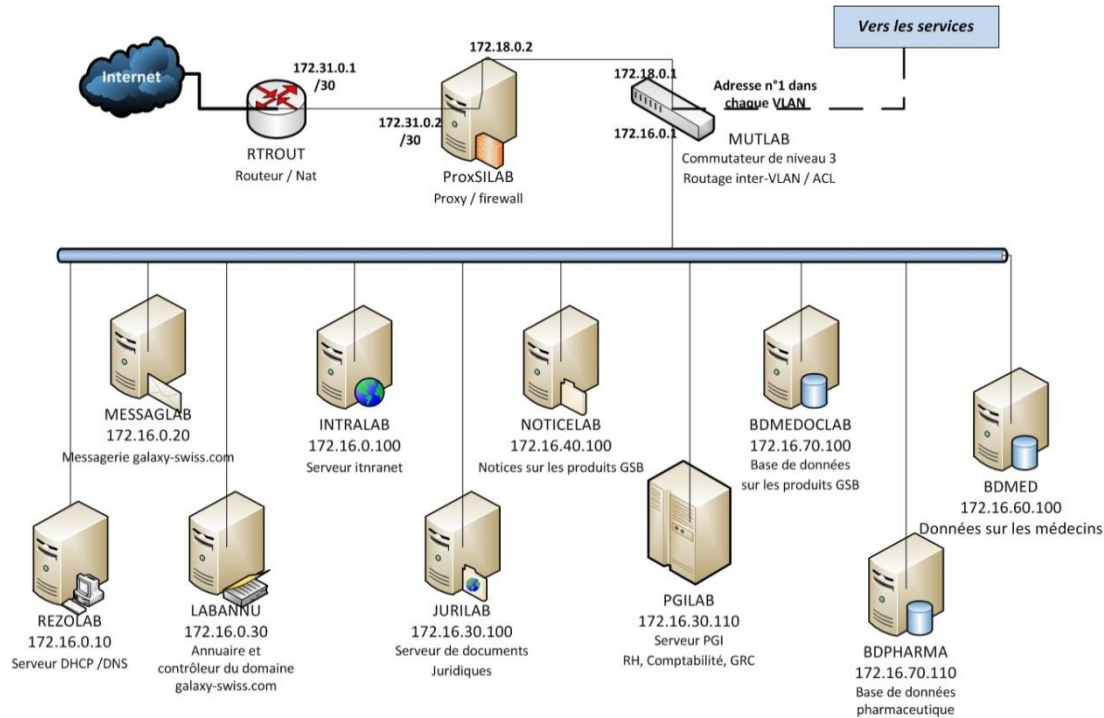 Vers les services
172.18.0.2
Internet
172.31.0.1
/30
172.18.0.1
Adresse n°1 dans
chaque VLAN
172.31.0.2
/30
172.16.0.1
RTROUT
Routeur / Nat
ProxSILAB
Proxy / firewall
MUTLAB
Commutateur de niveau 3
Routage inter-VLAN / ACL
MESSAGLAB
172.16.0.20
Messagerie galaxy-swiss.com
INTRALAB
172.16.0.100
Serveur itnranet
NOTICELAB
172.16.40.100
Notices sur les produits GSB
BDMEDOCLAB
172.16.70.100
Base de données
sur les produits GSB
BDMED
172.16.60.100
Données sur les médecins
REZOLAB
172.16.0.10
Serveur DHCP /DNS
LABANNU
172.16.0.30
Annuaire et
contrôleur du domaine
galaxy-swiss.com
JURILAB
172.16.30.100
Serveur de documents
Juridiques
PGILAB
172.16.30.110
Serveur PGI
RH, Comptabilité, GRC
BDPHARMA
172.16.70.110
Base de données
pharmaceutique